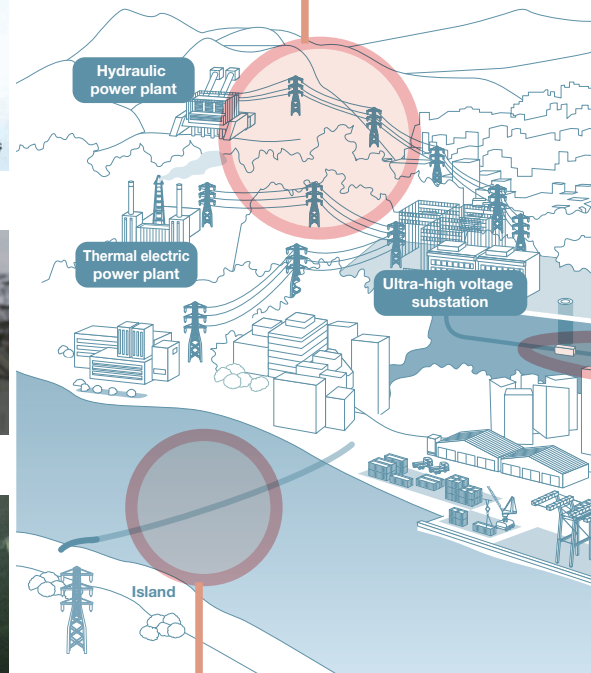 Hydraulic
power plant
Thermal electric
power plant
Ultra-high voltage
substation
Island